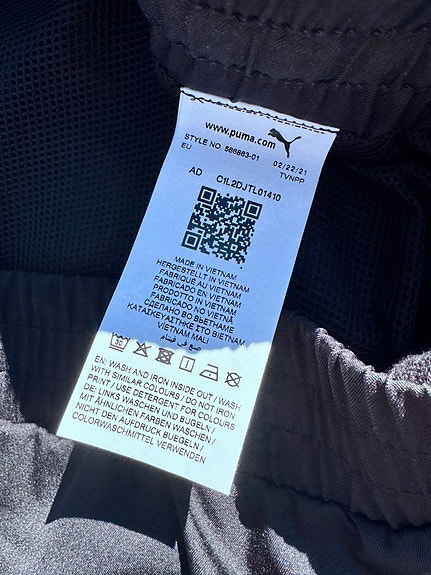 www.puma.com
STYLE NO. 586863-01 02/22/21
EU TVNPP
AD C1L2DJTL01410
MADE IN VIETNAM
HERGESTELLT IN VIETNAM
FABRIQUÉ AU VIETNAM
FABRICADO EN VIETNAM
PRODOTTO IN VIETNAM
FABRICADO NO VIETNÃ
СДЕЛАНО ВО ВЬЕТНАМЕ
ΚΑΤΑΣΚΕΥΑΣΤΗΚΕ ΣΤΟ ΒΙΕΤΝΑΜ
VIETNAM MALI
صنع في فيتنام
30
EN: WASH AND IRON INSIDE OUT / WASH
WITH SIMILAR COLOURS / DO NOT IRON
PRINT / USE DETERGENT FOR COLOURS
DE: LINKS WASCHEN UND BÜGELN /
MIT ÄHNLICHEN FARBEN WASCHEN /
NICHT DEN AUFDRUCK BUEGELN /
COLORWASCHMITTEL VERWENDEN